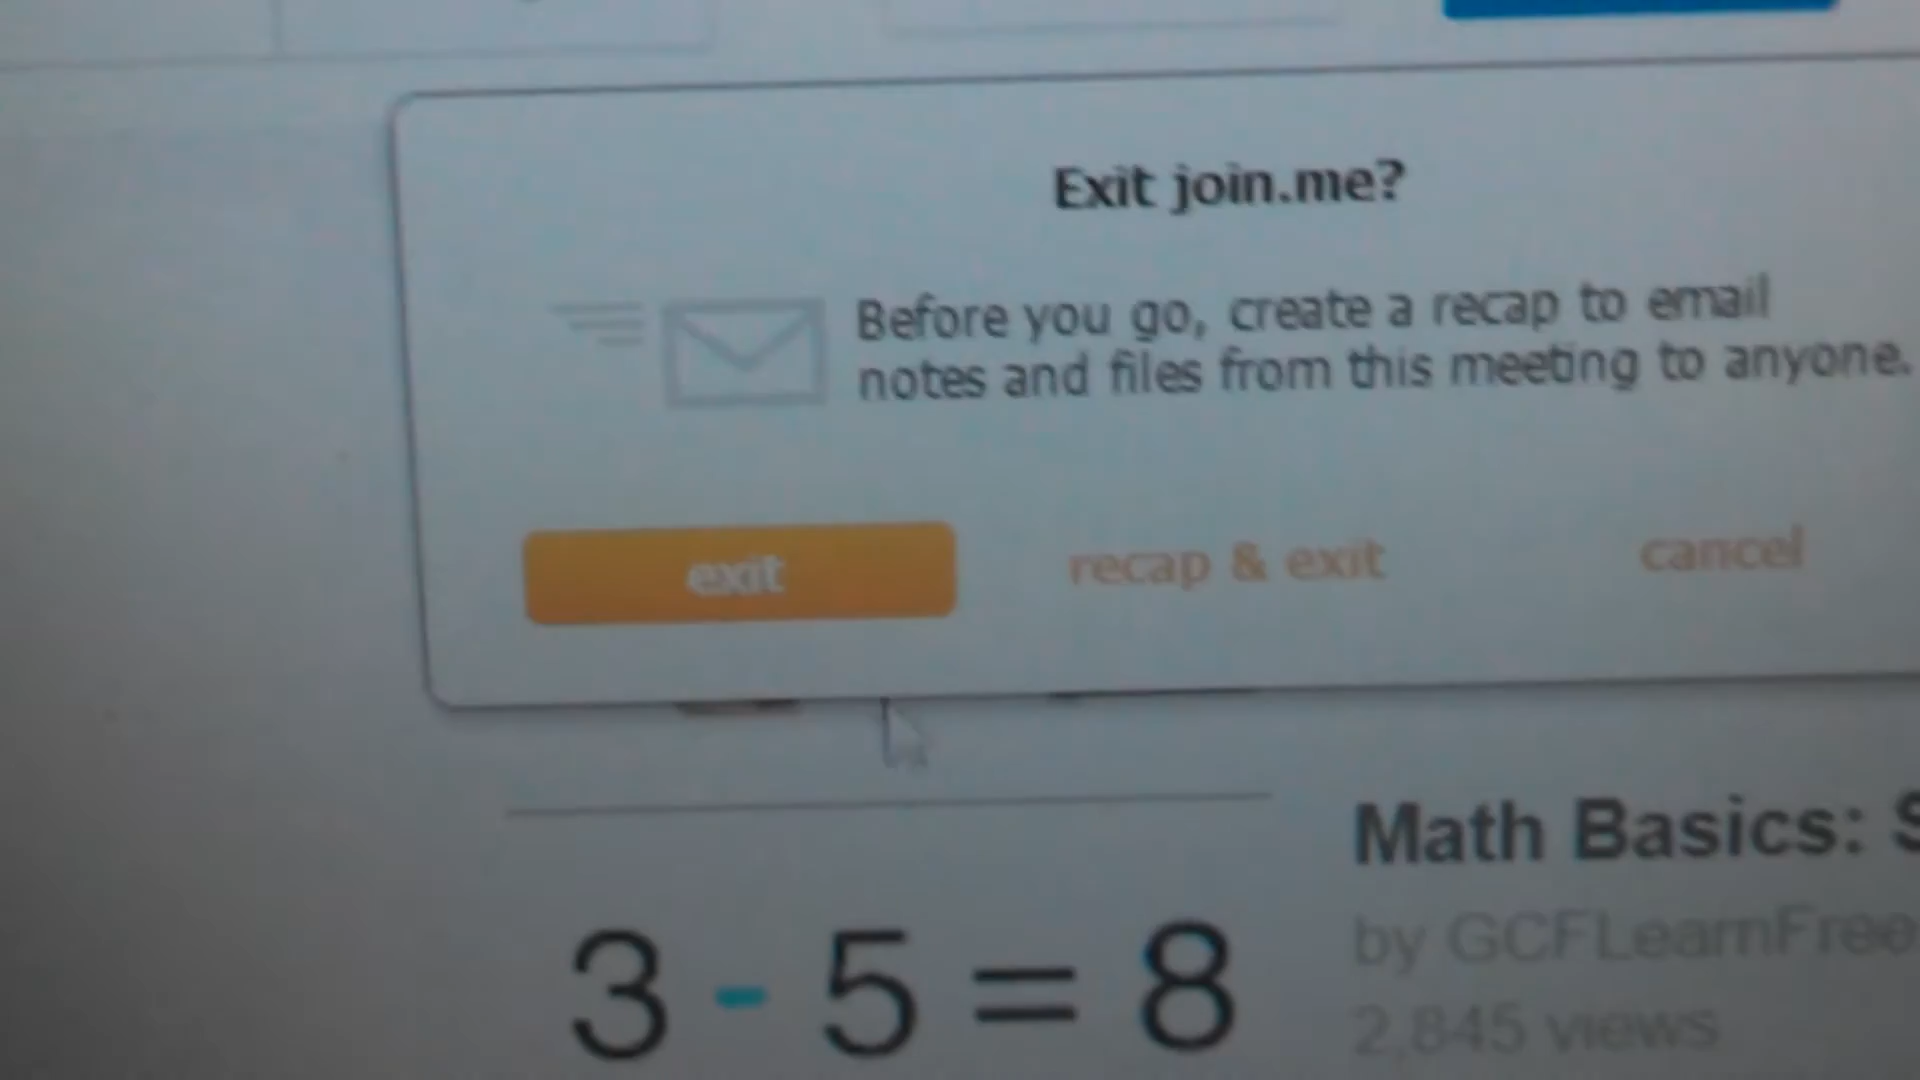 Exit join.me?
Before you go, create a recap to email
notes and files from this meeting to anyone.
exit
recap & exit
cancel
3 - 5 = 8
Math Basics:
by GCFLearnFree
2,845 views